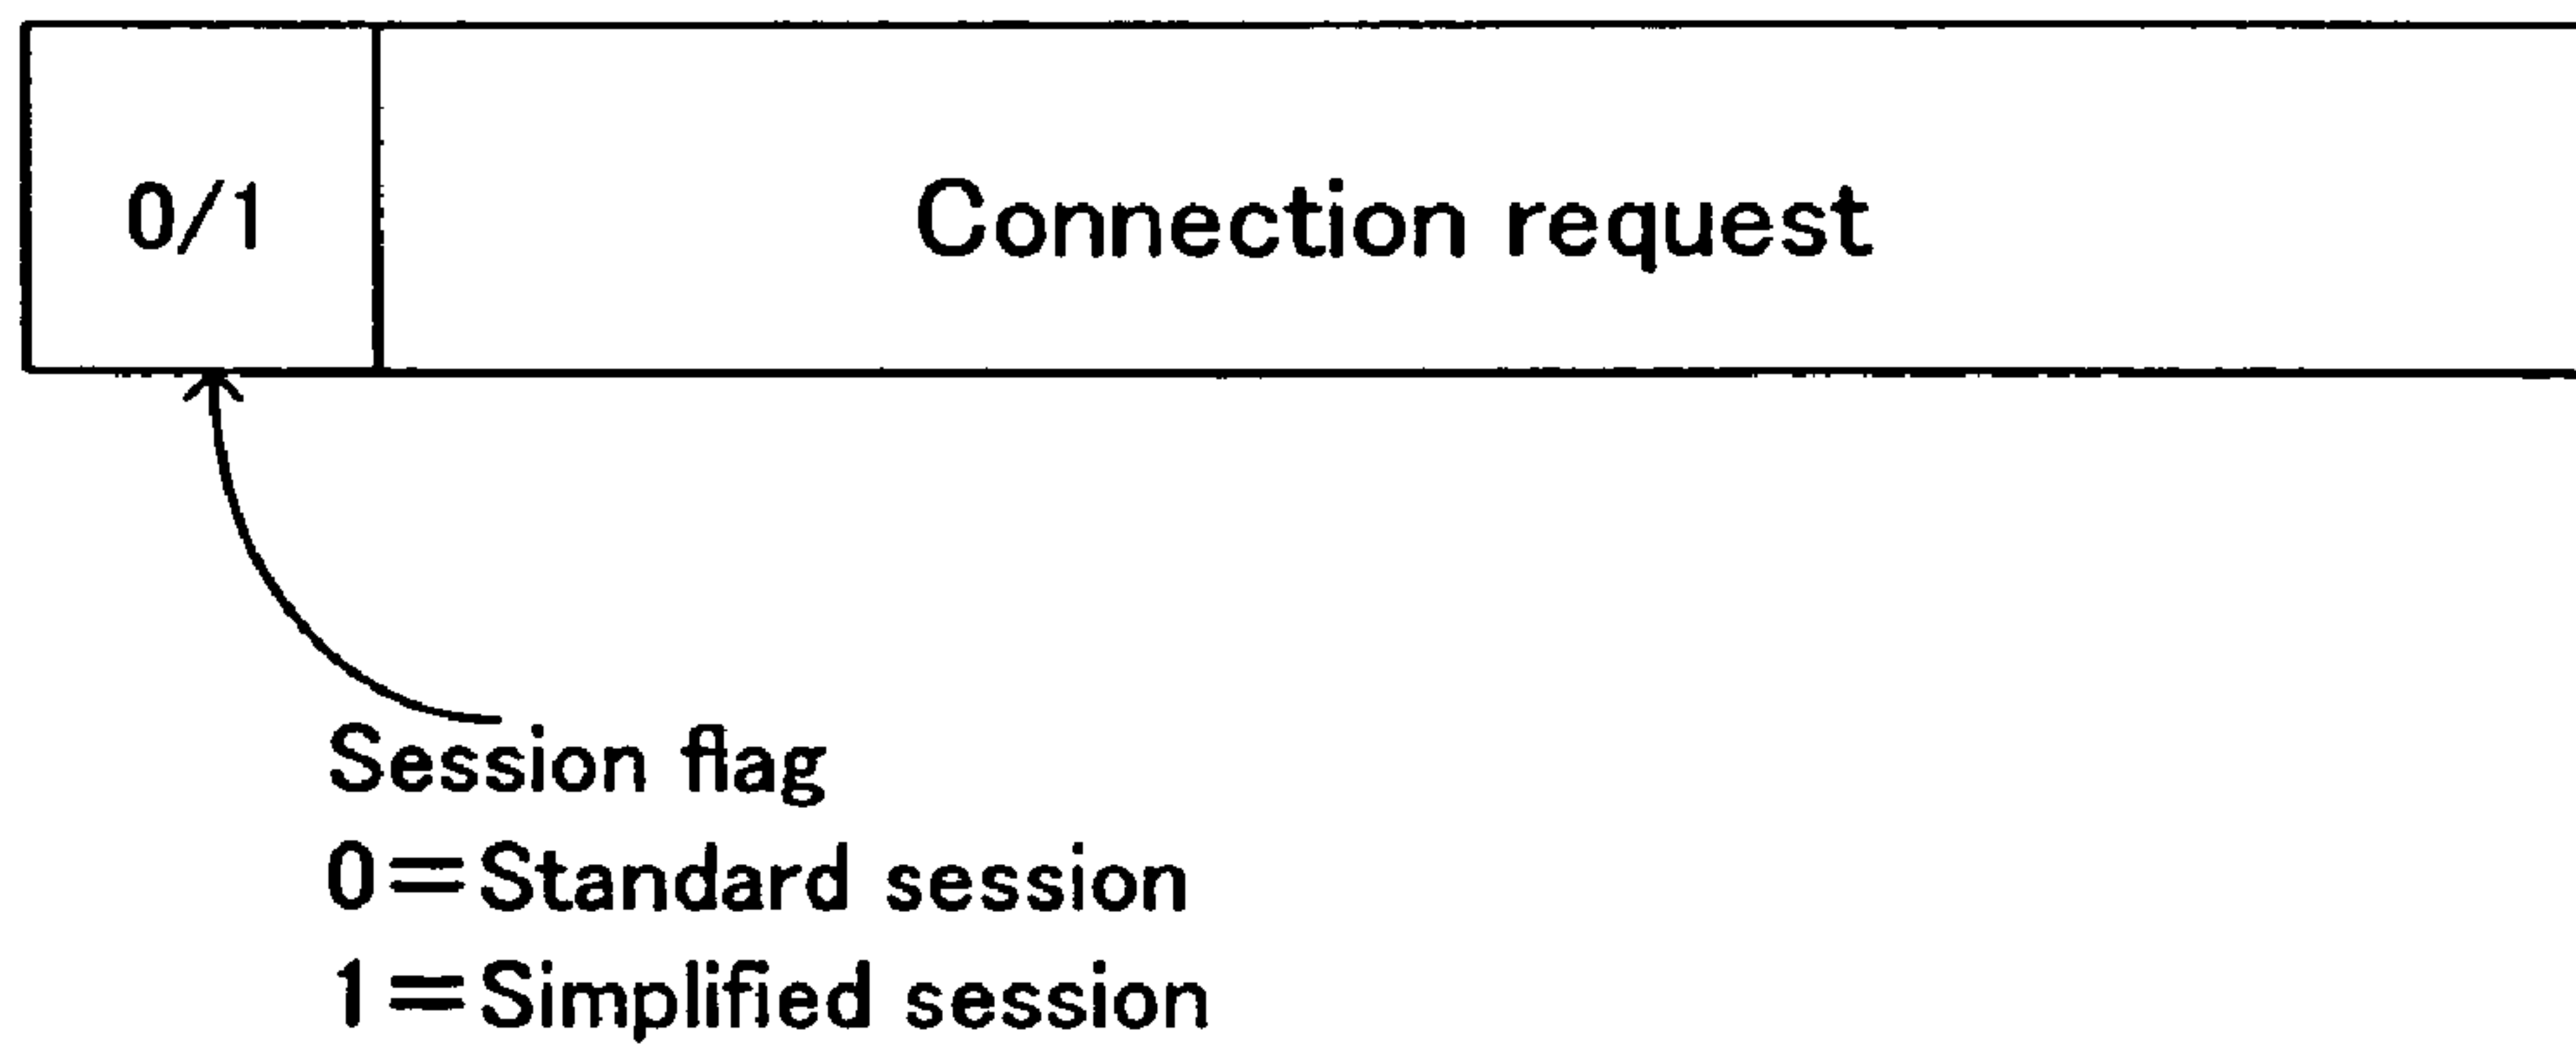 0/1
Connection request
Session flag
0=Standard session
1=Simplified session